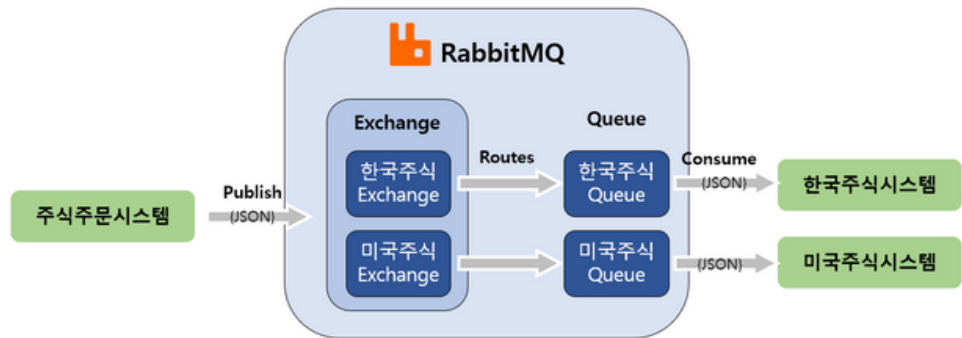 RabbitMQ
Exchange
Queue
한국주식
Exchange
Routes
한국주식
Queue
Consume
(JSON)
한국주식시스템
주식주문시스템
Publish
(JSON)
미국주식
Exchange
미국주식
Queue
(JSON)
미국주식시스템